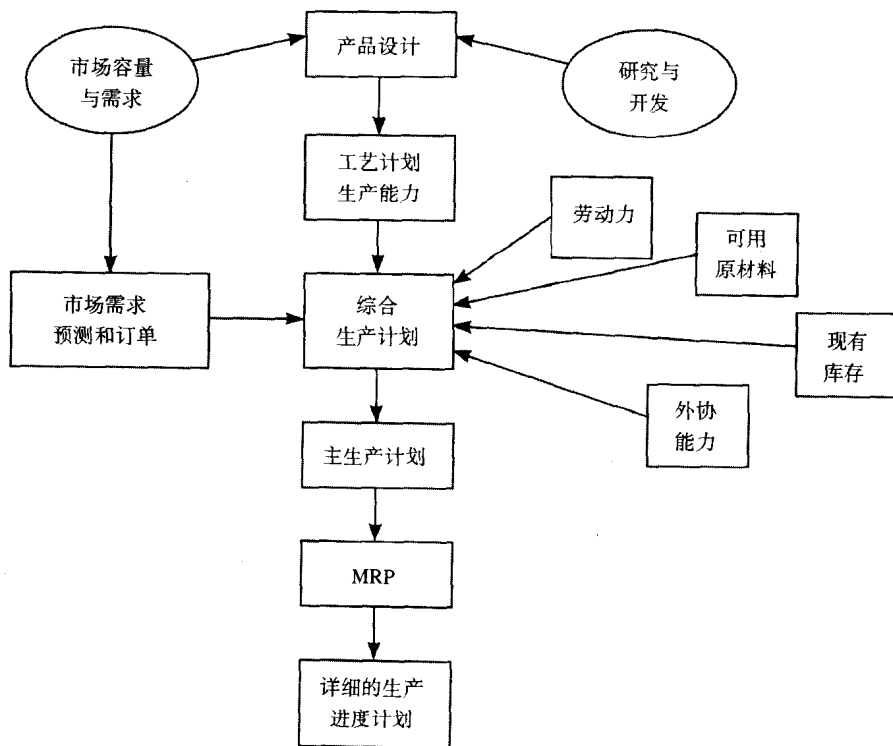 产品设计
市场容量
与需求
研究与
开发
工艺计划
生产能力
劳动力
可用
原材料
市场需求
预测和订单
综合
生产计划
现有
库存
外协
能力
主生产计划
MRP
详细的生产
进度计划